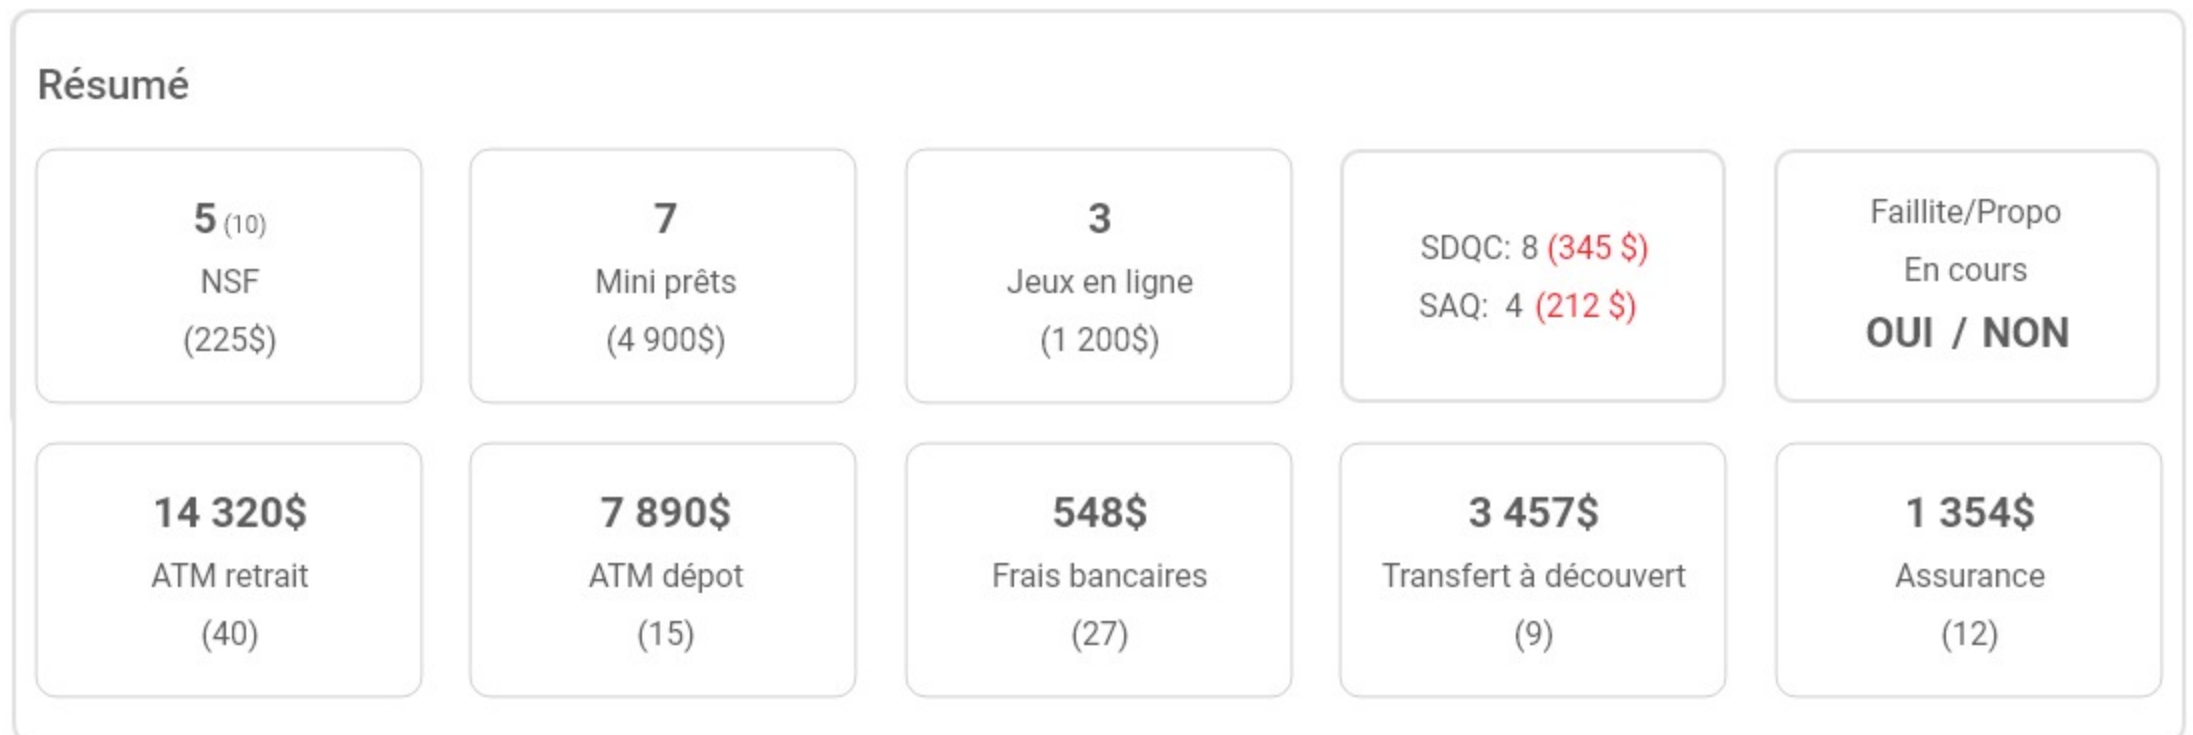 Résumé
5 (10)
NSF
(225$)
7
Mini prêts
(4 900$)
3
Jeux en ligne
(1 200$)
SDQC: 8 (345 $)
SAQ: 4 (212 $)
Faillite/Propo
En cours
OUI / NON
14 320$
ATM retrait
(40)
7 890$
ATM dépot
(15)
548$
Frais bancaires
(27)
3 457$
Transfert à découvert
(9)
1 354$
Assurance
(12)